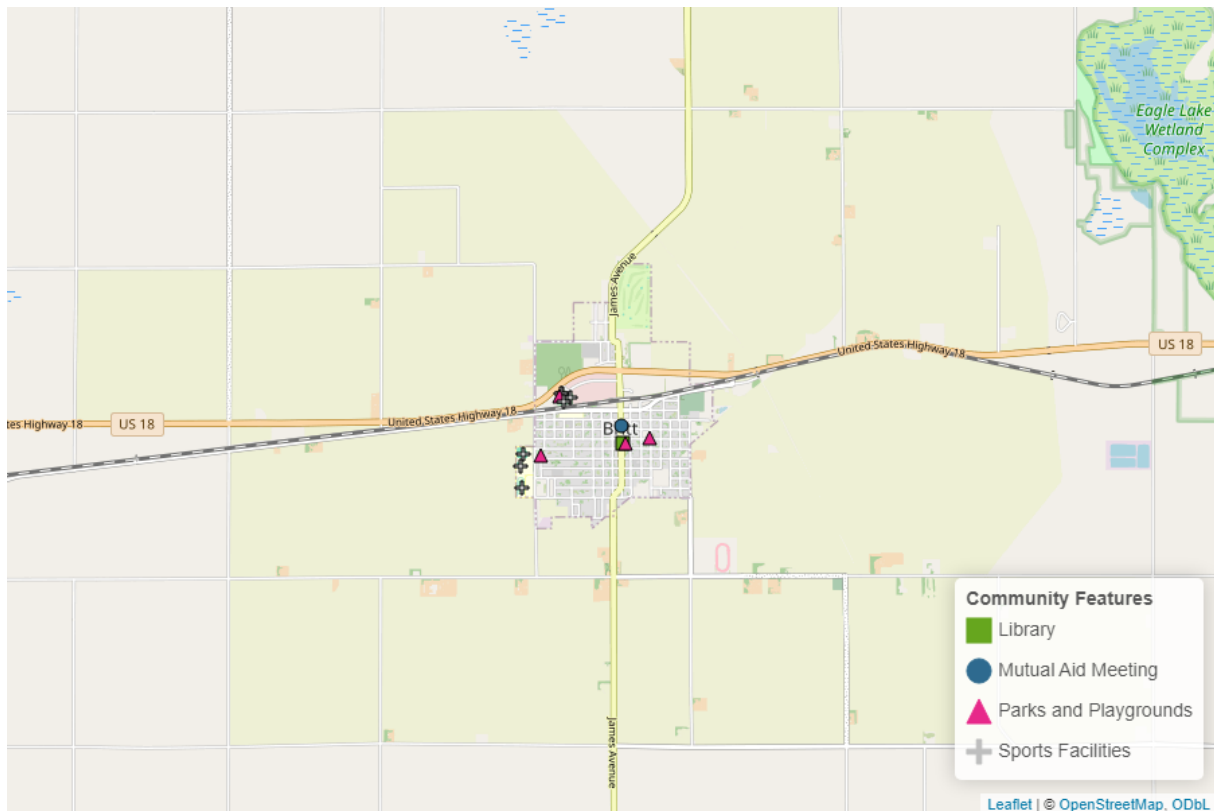 Eagle Lake
Wetland
Complex
James Avenue
United States Highway 18
US 18
tes Highway 18
US 18
United States Highway 18
James Avenue
Community Features
Library
Mutual Aid Meeting
Parks and Playgrounds
Sports Facilities
Leaflet | © OpenStreetMap, ODbL